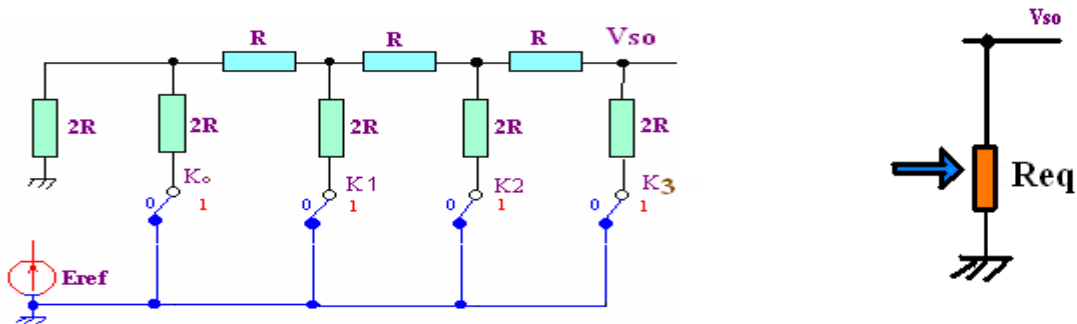 R R R Vso
2R 2R 2R 2R 2R
K₀ K1 K2 K3
0 1 0 1 0 1 0 1
Eref
Vso
Req